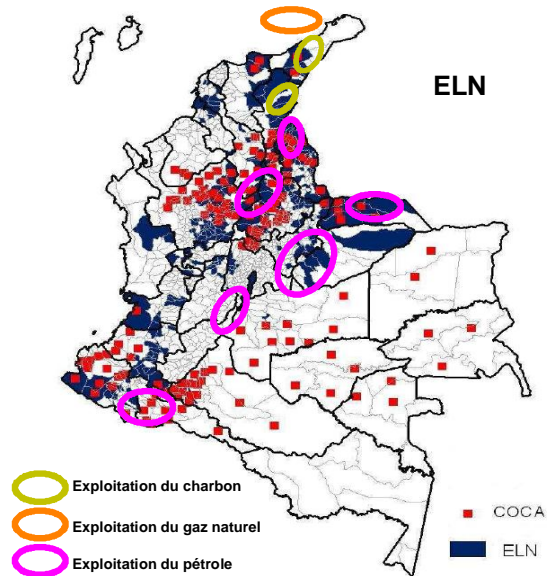 ELN
Exploitation du charbon
Exploitation du gaz naturel
Exploitation du pétrole
COCA
ELN